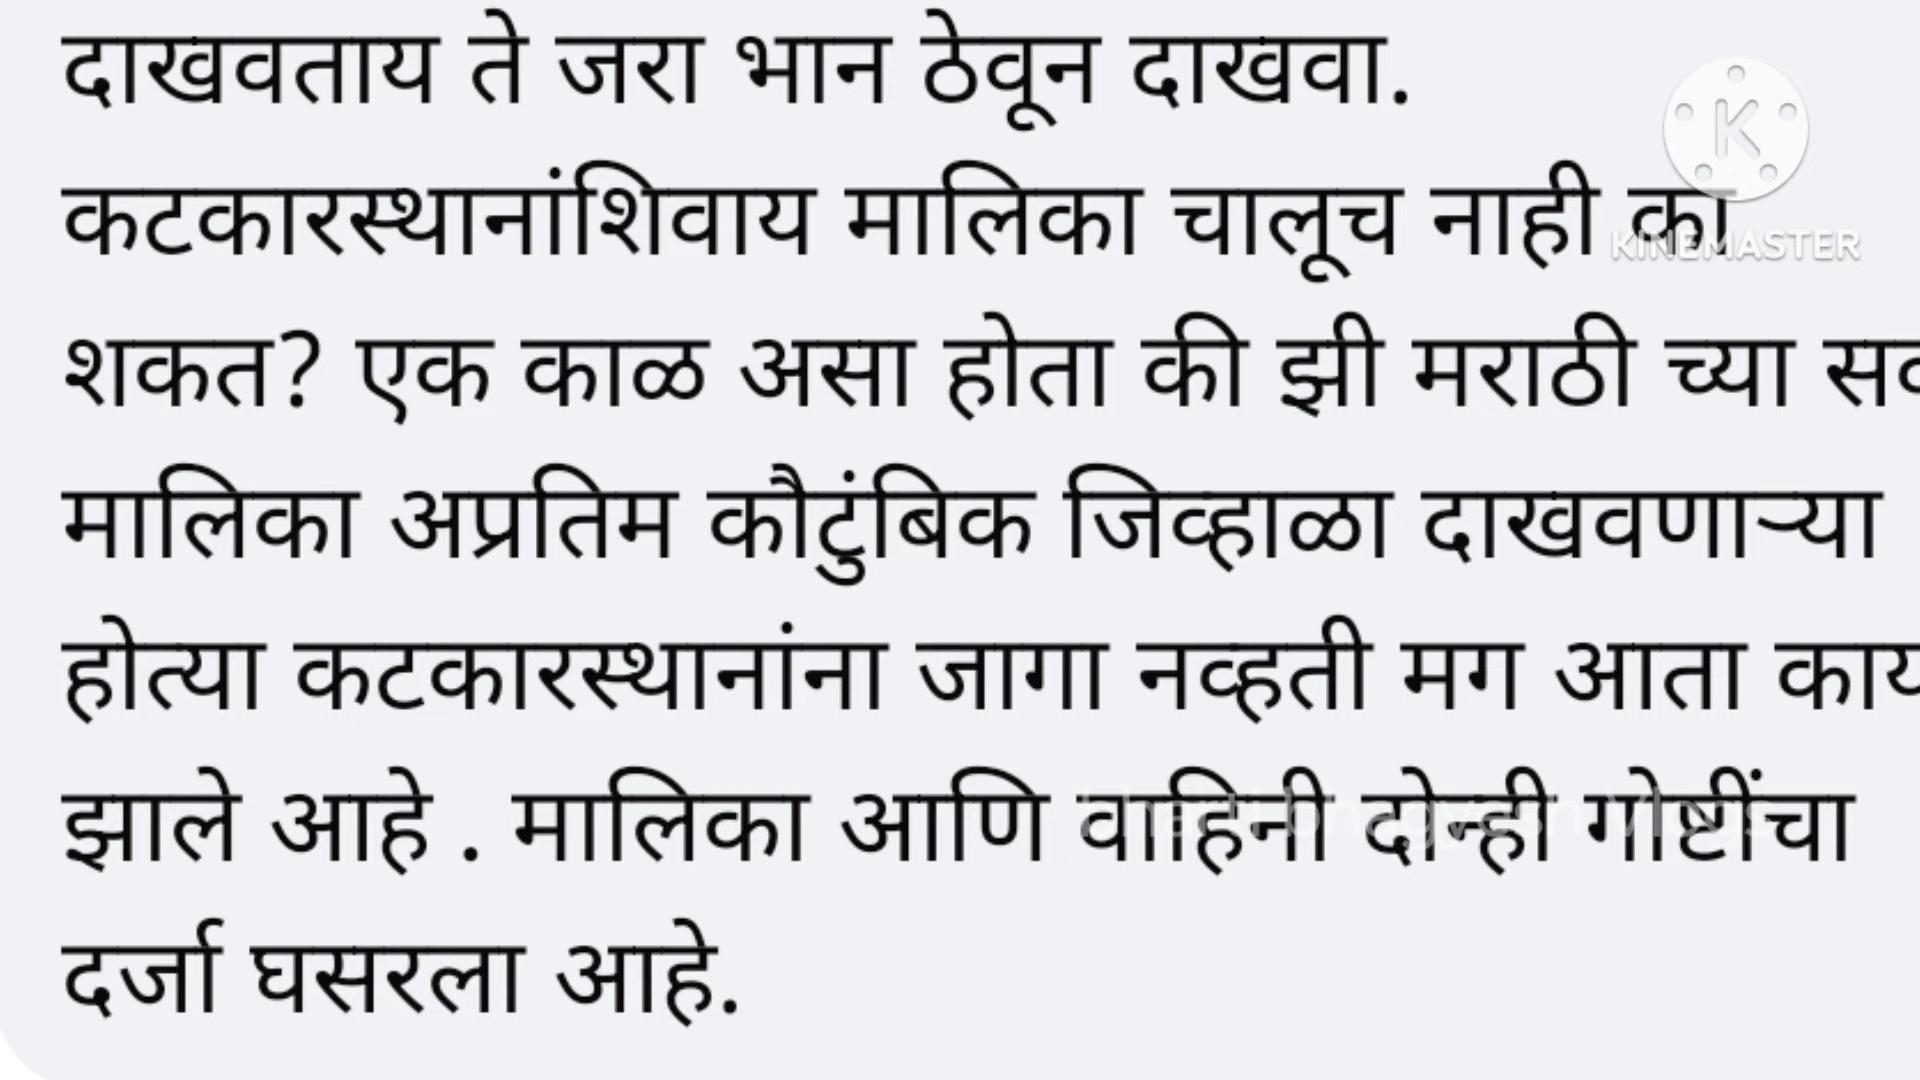 दाखवताय ते जरा भान ठेवून दाखवा.
कटकारस्थानांशिवाय मालिका चालूच नाही का
KINEMASTER
शकत? एक काळ असा होता की झी मराठी च्या
मालिका अप्रतिम कौटुंबिक जिव्हाळा दाखवणाऱ्या
होत्या कटकारस्थानांना जागा नव्हती मग आता काय
झाले आहे . मालिका आणि वाहिनी दोन्ही गोष्टींचा
दर्जा घसरला आहे.